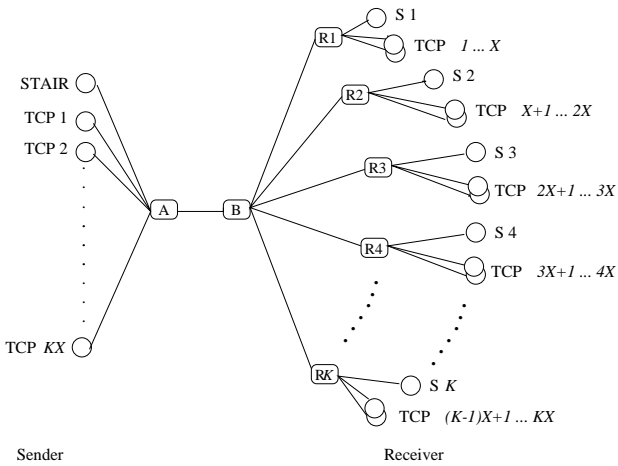 S 1
R1
TCP 1 ... X
STAIR
S 2
R2
TCP 1
TCP X+1 ... 2X
TCP 2
S 3
R3
TCP 2X+1 ... 3X
A
B
S 4
R4
TCP 3X+1 ... 4X
TCP KX
RK
S K
TCP (K-1)X+1 ... KX
Sender
Receiver